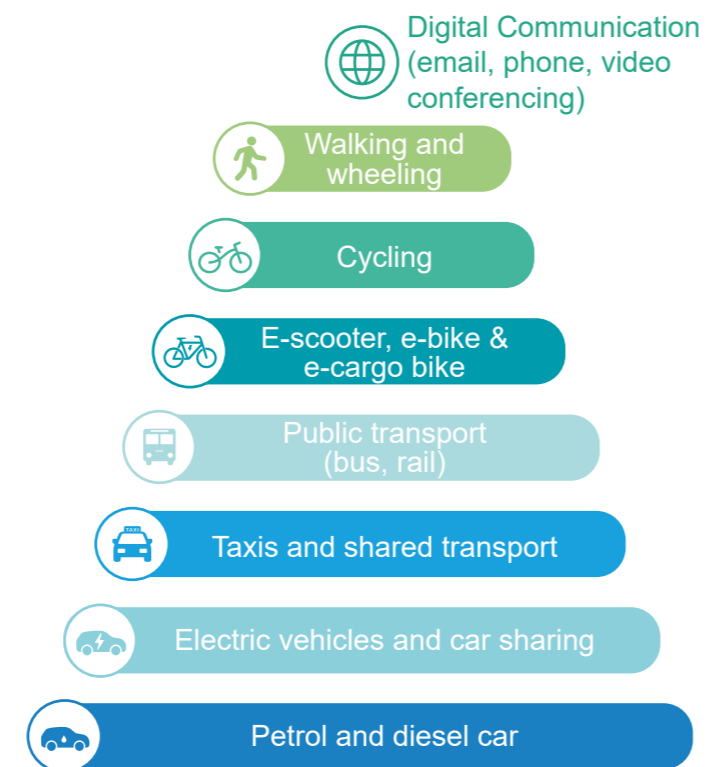 Digital Communication
(email, phone, video
conferencing)
Walking and
wheeling
Cycling
E-scooter, e-bike &
e-cargo bike
Public transport
(bus, rail)
TAXI
Taxis and shared transport
Electric vehicles and car sharing
Petrol and diesel car